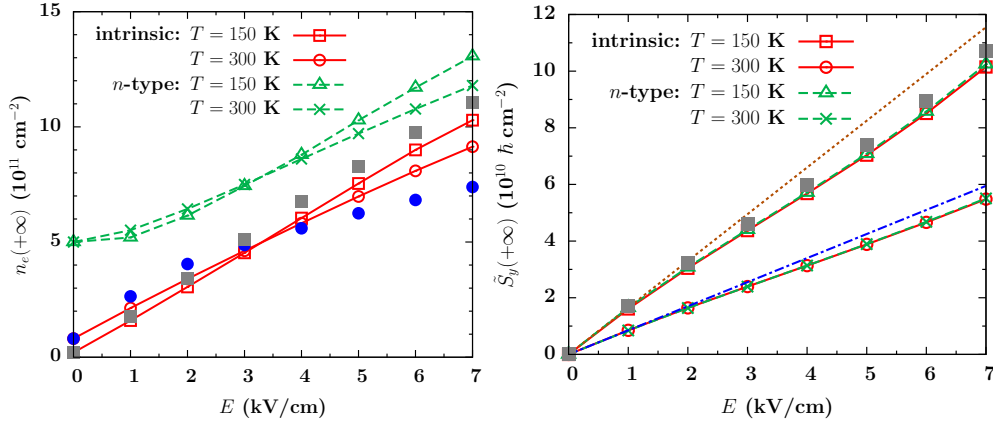 15
10
5
0
n_e(+∞) (10^11 cm^−2)
intrinsic: T = 150 K
T = 300 K
n-type: T = 150 K
T = 300 K
0 1 2 3 4 5 6 7
E (kV/cm)
12
10
8
6
4
2
0
S̃_y(+∞) (10^10 ħ cm^−2)
intrinsic: T = 150 K
T = 300 K
n-type: T = 150 K
T = 300 K
0 1 2 3 4 5 6 7
E (kV/cm)